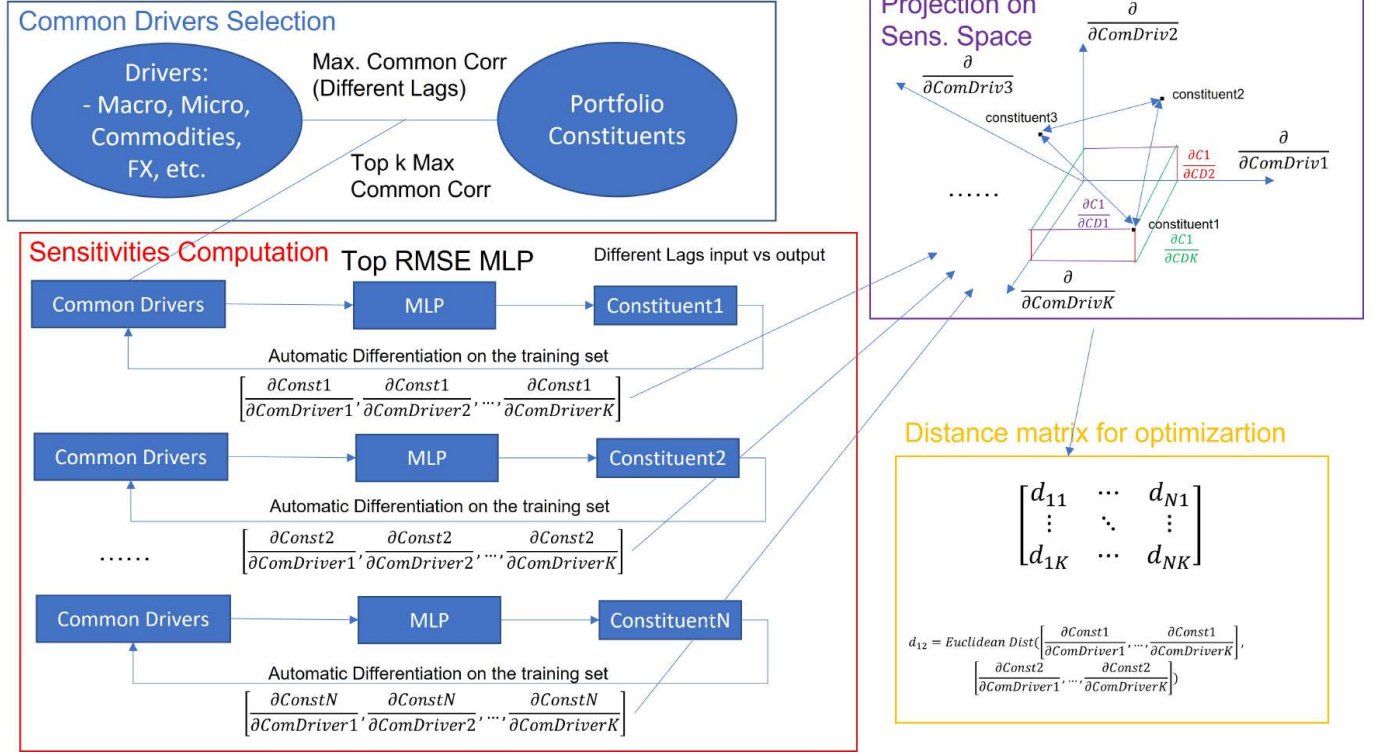 Common Drivers Selection
Drivers:
- Macro, Micro,
Commodities,
FX, etc.
Max. Common Corr
(Different Lags)
Top k Max
Common Corr
Portfolio
Constituents
Sensitivities Computation
Top RMSE MLP
Different Lags input vs output
Common Drivers
MLP
Constituent1
Automatic Differentiation on the training set
[∂Const1/∂ComDriver1, ∂Const1/∂ComDriver2, ..., ∂Const1/∂ComDriverK]
Common Drivers
MLP
Constituent2
Automatic Differentiation on the training set
[∂Const2/∂ComDriver1, ∂Const2/∂ComDriver2, ..., ∂Const2/∂ComDriverK]
......
Common Drivers
MLP
ConstituentN
Automatic Differentiation on the training set
[∂ConstN/∂ComDriver1, ∂ConstN/∂ComDriver2, ..., ∂ConstN/∂ComDriverK]
Projection on
Sens. Space
∂/∂ComDriv2
∂/∂ComDriv3
constituent2
constituent3
∂/∂ComDriv1
∂C1/∂CD2
......
∂C1/∂CD1
constituent1
∂C1/∂CDK
∂/∂ComDrivK
Distance matrix for optimizartion
d11 ⋯ dN1
⋮ ⋱ ⋮
d1K ⋯ dNK
d12 = Euclidean Dist([∂Const1/∂ComDriver1, ..., ∂Const1/∂ComDriverK],
[∂Const2/∂ComDriver1, ..., ∂Const2/∂ComDriverK])